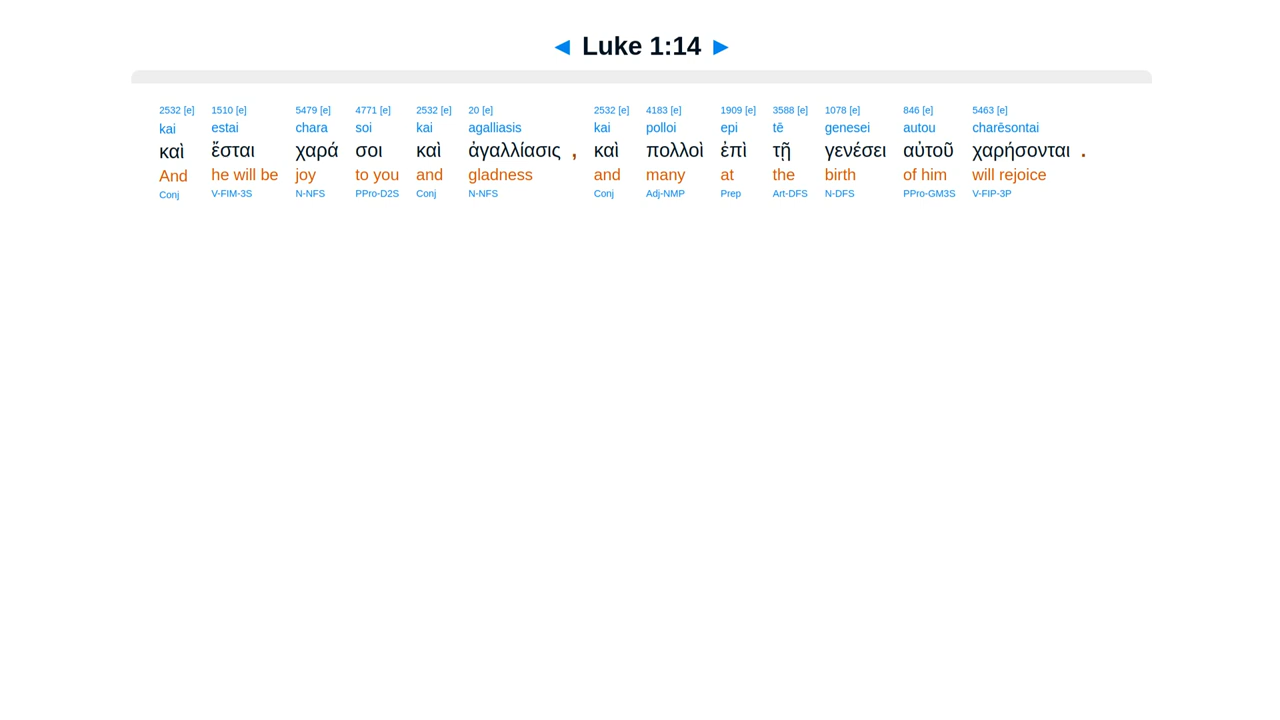 ◄ Luke 1:14 ►
2532 [e] 1510 [e] 5479 [e] 4771 [e] 2532 [e] 20 [e] 2532 [e] 4183 [e] 1909 [e] 3588 [e] 1078 [e] 846 [e] 5463 [e]
kai estai chara soi kai agalliasis kai polloi epi tē genesei autou charēsontai
καὶ ἔσται χαρά σοι καὶ ἀγαλλίασις , καὶ πολλοὶ ἐπὶ τῇ γενέσει αὐτοῦ χαρήσονται .
And he will be joy to you and gladness and many at the birth of him will rejoice
Conj V-FIM-3S N-NFS PPro-D2S Conj N-NFS Conj Adj-NMP Prep Art-DFS N-DFS PPro-GM3S V-FIP-3P